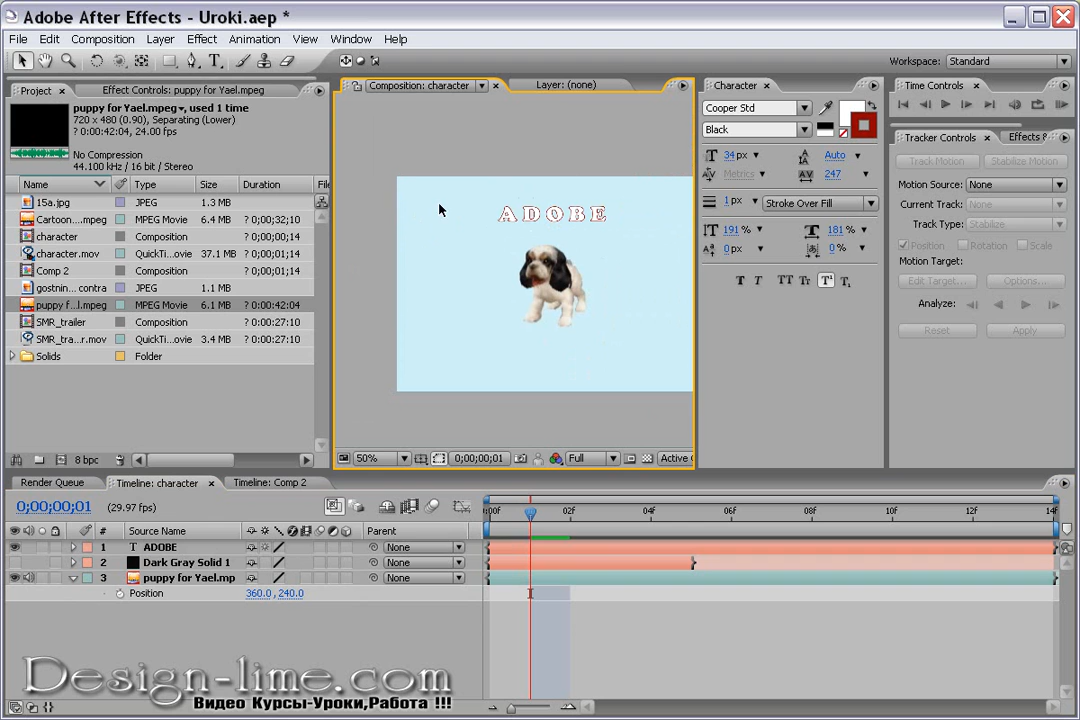 Adobe After Effects - Uroki.aep *
File Edit Composition Layer Effect Animation View Window Help
Workspace: Standard
Project × Effect Controls: puppy for Yael.mpeg
puppy for Yael.mpeg, used 1 time
720 x 480 (0.90), Separating (Lower)
? 0:00:42:04, 24.00 fps
No Compression
44.100 kHz / 16 bit / Stereo
Name Type Size Duration File
15a.jpg JPEG 1.3 MB
Cartoon....mpeg MPEG Movie 6.4 MB ? 0;00;32;10
character Composition ? 0;00;00;14
character.mov QuickTi...ovie 37.1 MB ? 0;00;01;14
Comp 2 Composition ? 0;00;01;14
gostnin... contra JPEG 1.1 MB
puppy f...l.mpeg MPEG Movie 6.1 MB ? 0:00:42:04
SMR_trailer Composition ? 0:00:27:10
SMR_tra...r.mov QuickTi...ovie 3.4 MB ? 0:00:27:10
Solids Folder
8 bpc
Composition: character × Layer: (none)
ADOBE
50% 0;00;00;01 Full Active C
Character ×
Cooper Std
Black
34 px Auto
Metrics 247
1 px Stroke Over Fill
191 % 181 %
0 px 0 %
T T TT Tт T¹ T₁
Time Controls ×
Tracker Controls × Effects &
Track Motion Stabilize Motion
Motion Source: None
Current Track: None
Track Type: Stabilize
Position Rotation Scale
Motion Target:
Edit Target... Options...
Analyze:
Reset Apply
Render Queue Timeline: character × Timeline: Comp 2
0;00;00;01 (29.97 fps)
:00F 02F 04F 06F 08F 10F 12F 14F
# Source Name Parent
1 T ADOBE None
2 Dark Gray Solid 1 None
3 puppy for Yael.mp None
Position 360.0, 240.0
Design-lime.com
Видео Курсы-Уроки,Работа !!!